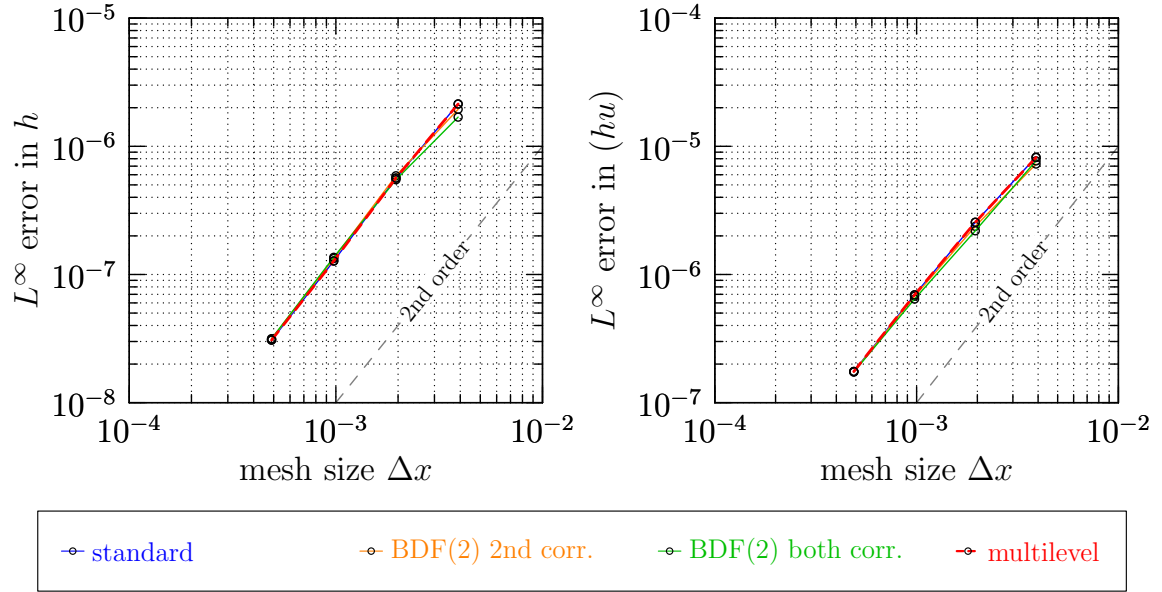 10⁻⁵
10⁻⁶
10⁻⁷
10⁻⁸
L∞ error in h
2nd order
10⁻⁴
10⁻³
10⁻²
mesh size Δx
10⁻⁴
10⁻⁵
10⁻⁶
10⁻⁷
L∞ error in (hu)
2nd order
10⁻⁴
10⁻³
10⁻²
mesh size Δx
standard
BDF(2) 2nd corr.
BDF(2) both corr.
multilevel